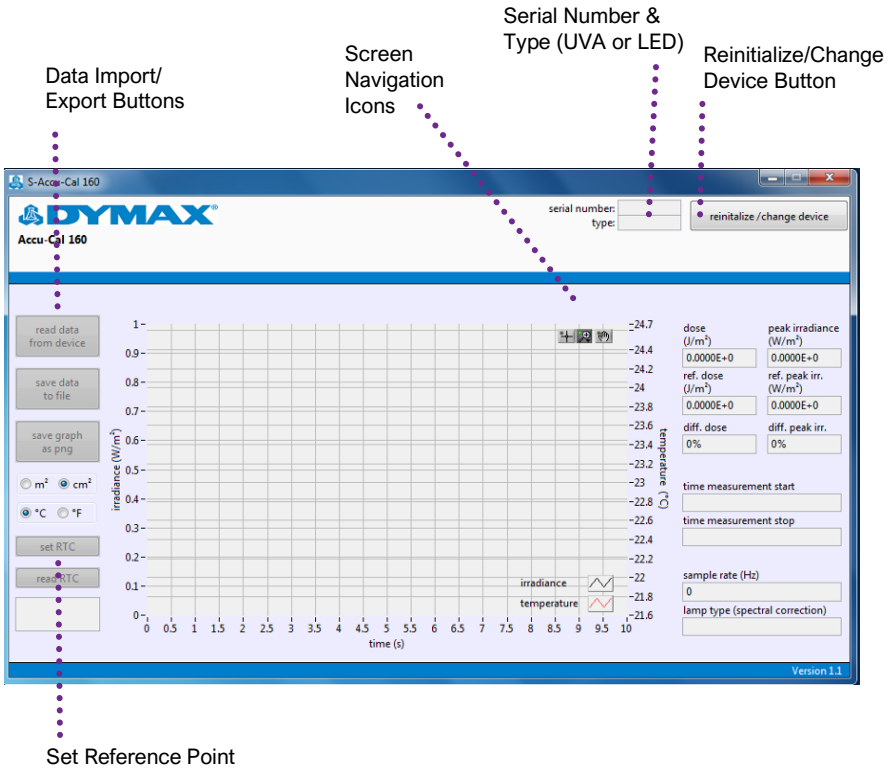 Serial Number &
Type (UVA or LED)
Screen
Navigation
Icons
Reinitialize/Change
Device Button
Data Import/
Export Buttons
S-Accu-Cal 160
DYMAX®
Accu-Cal 160
serial number:
type:
reinitalize /change device
read data
from device
save data
to file
save graph
as png
m² cm²
°C °F
set RTC
read RTC
irradiance (W/m²)
1
0.9
0.8
0.7
0.6
0.5
0.4
0.3
0.2
0.1
0
0 0.5 1 1.5 2 2.5 3 3.5 4 4.5 5 5.5 6 6.5 7 7.5 8 8.5 9 9.5 10
time (s)
irradiance
temperature
24.7
24.4
24.2
24
23.8
23.6
23.4
23.2
23
22.8
22.6
22.4
22.2
22
21.8
21.6
temperature (°C)
dose
(J/m²)
0.0000E+0
peak irradiance
(W/m²)
0.0000E+0
ref. dose
(J/m²)
0.0000E+0
ref. peak irr.
(W/m²)
0.0000E+0
diff. dose
0%
diff. peak irr.
0%
time measurement start
time measurement stop
sample rate (Hz)
0
lamp type (spectral correction)
Version 1.1
Set Reference Point